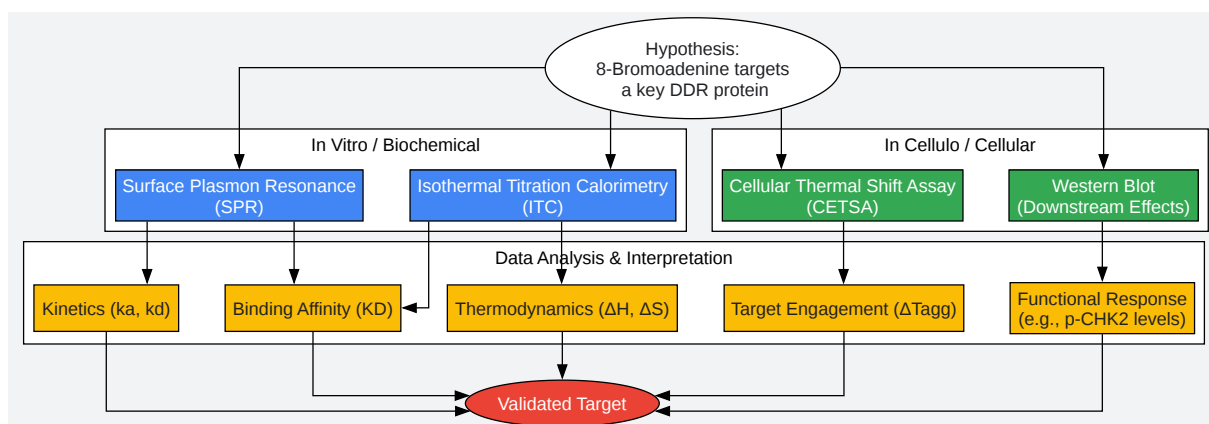 Hypothesis:
8-Bromoadenine targets
a key DDR protein
In Vitro / Biochemical
In Cellulo / Cellular
Surface Plasmon Resonance
(SPR)
Isothermal Titration Calorimetry
(ITC)
Cellular Thermal Shift Assay
(CETSA)
Western Blot
(Downstream Effects)
Data Analysis & Interpretation
Kinetics (ka, kd)
Binding Affinity (KD)
Thermodynamics (ΔH, ΔS)
Target Engagement (ΔTagg)
Functional Response
(e.g., p-CHK2 levels)
Validated Target